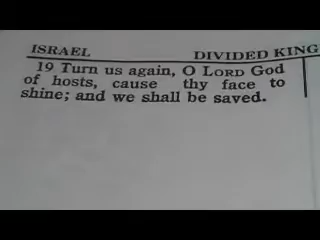 ISRAEL DIVIDED KING
19 Turn us again, O LORD God
of hosts, cause thy face to
shine; and we shall be saved.